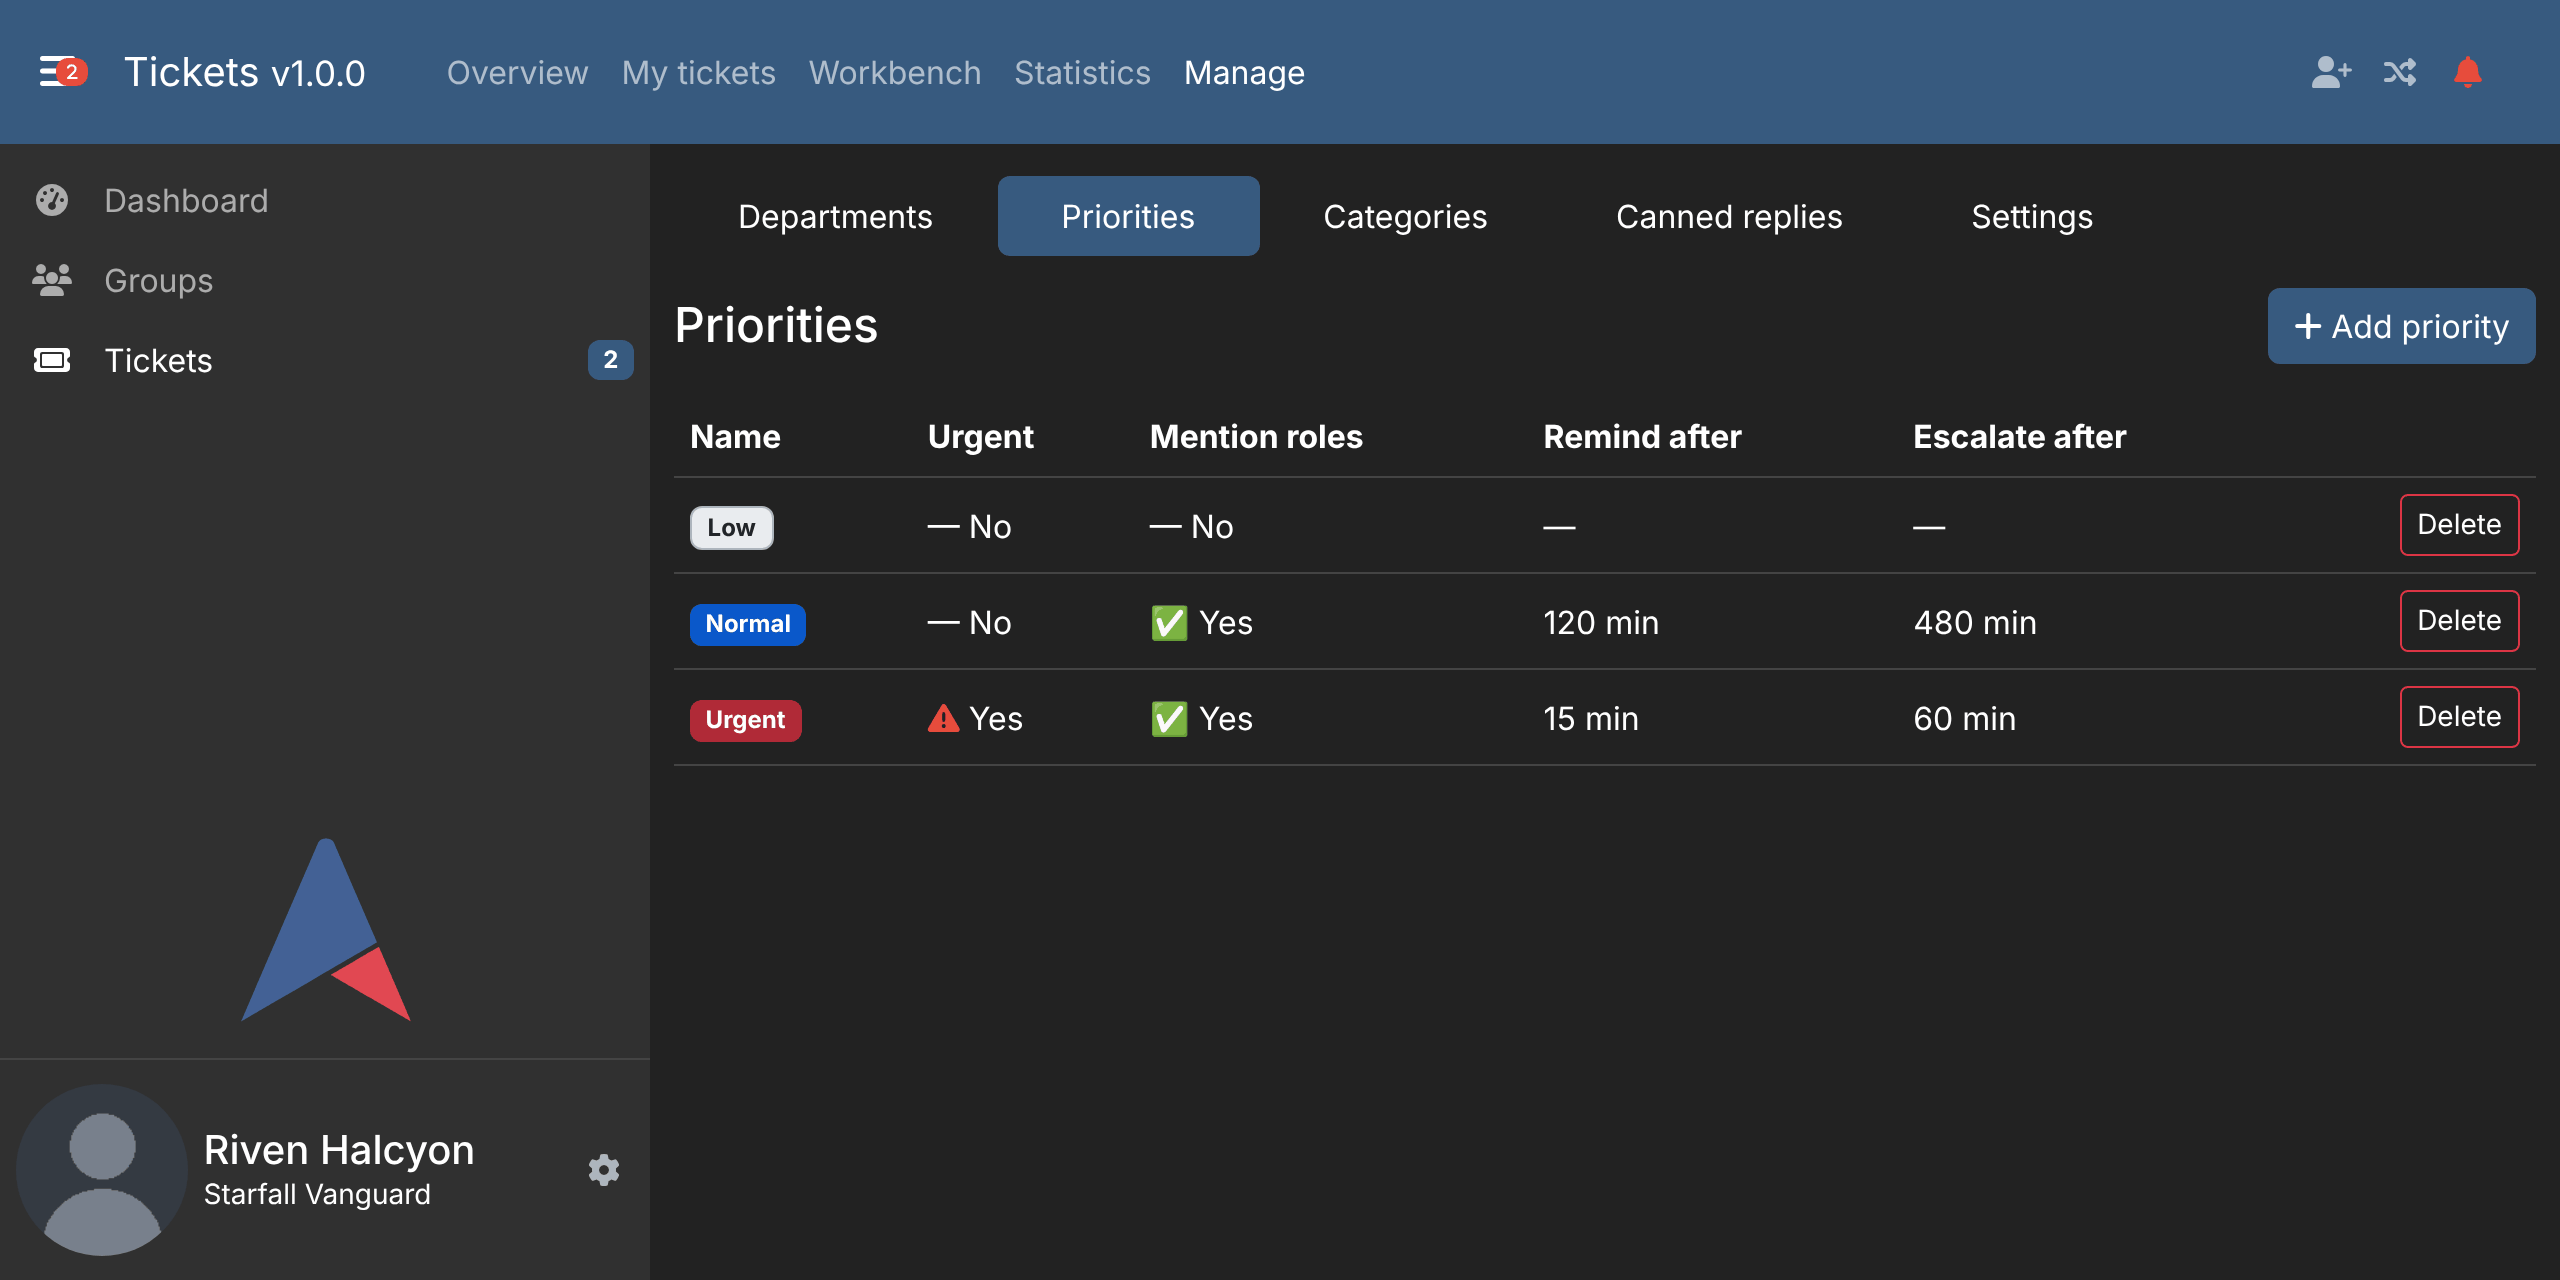 2 Tickets v1.0.0 Overview My tickets Workbench Statistics Manage
Dashboard
Groups
Tickets 2
Departments Priorities Categories Canned replies Settings
Priorities + Add priority
Name Urgent Mention roles Remind after Escalate after
Low — No — No — — Delete
Normal — No ✅ Yes 120 min 480 min Delete
Urgent Yes ✅ Yes 15 min 60 min Delete
Riven Halcyon
Starfall Vanguard